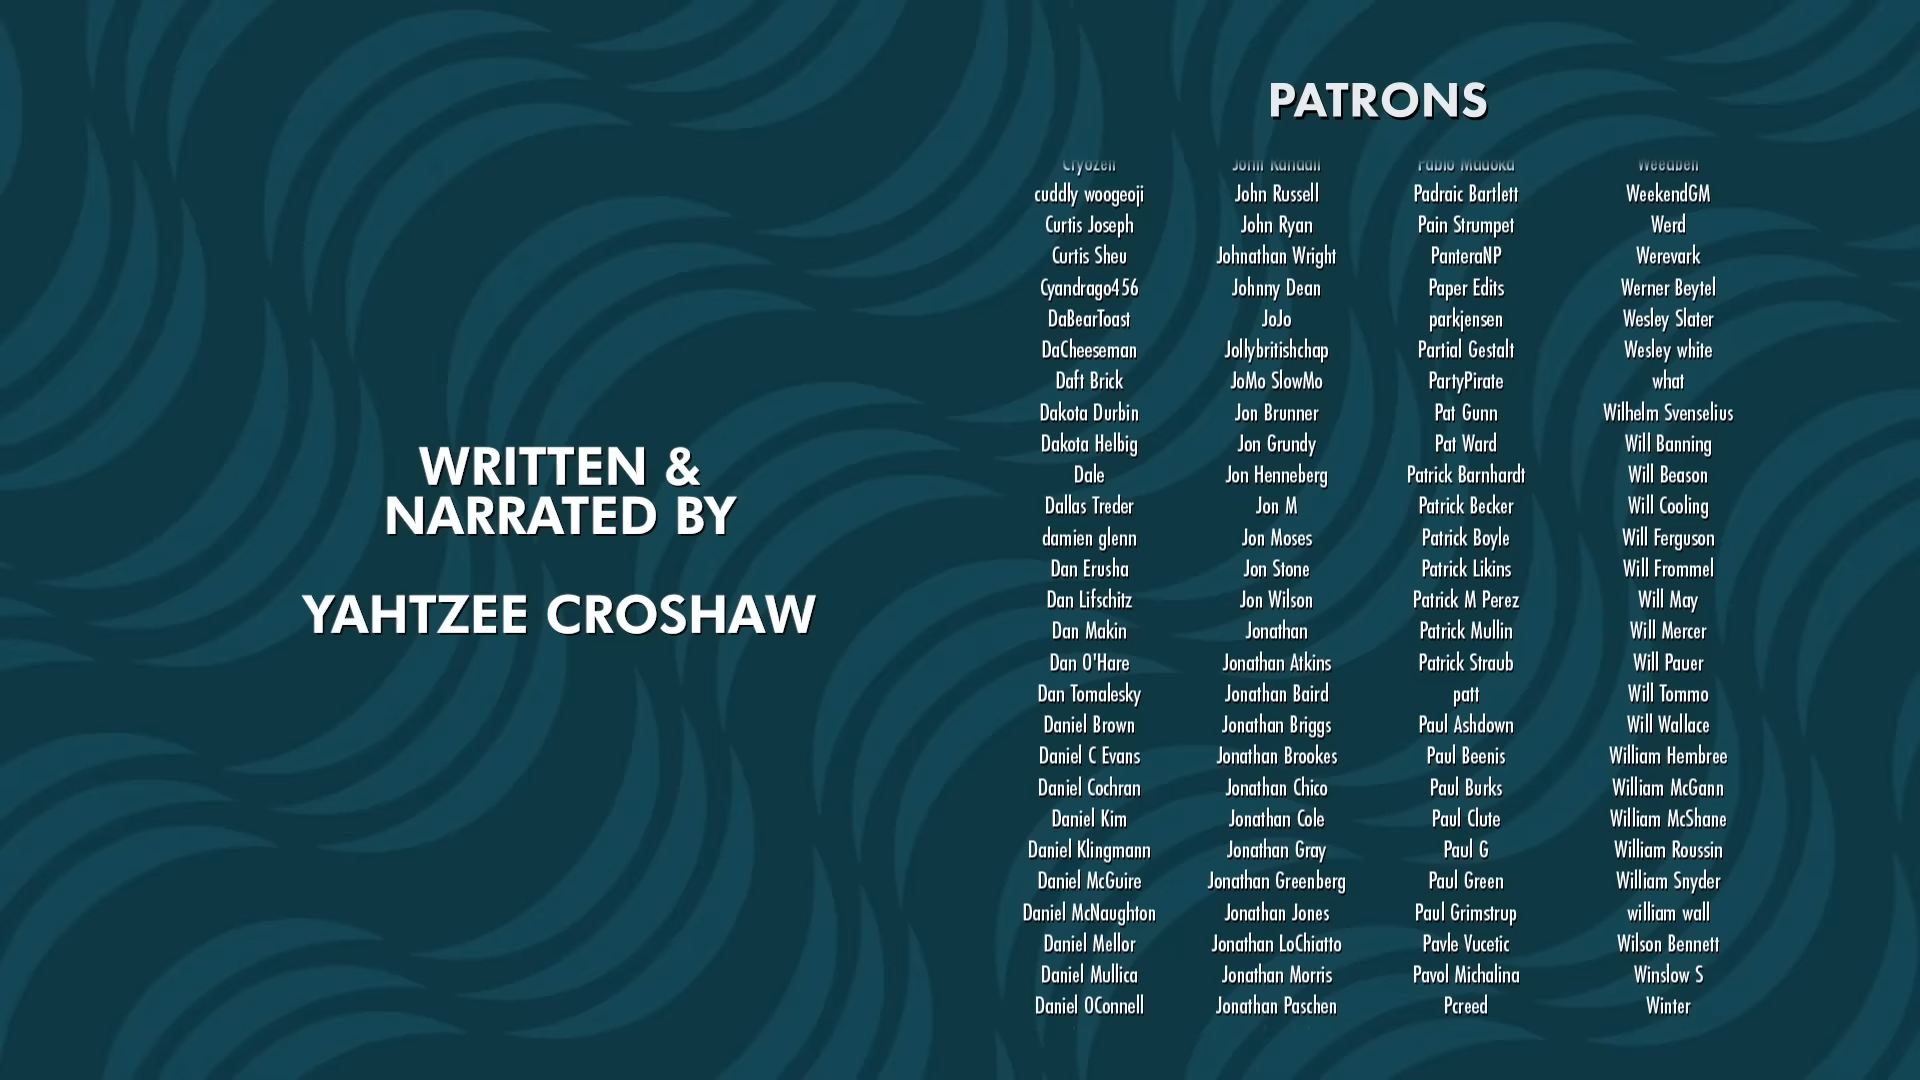 WRITTEN &
NARRATED BY
YAHTZEE CROSHAW
PATRONS
Cryozen John Randall Pablo Madoka Weedben
cuddly woogeoji John Russell Padraic Bartlett WeekendGM
Curtis Joseph John Ryan Pain Strumpet Werd
Curtis Sheu Johnathan Wright PanteraNP Werevark
Cyandrago456 Johnny Dean Paper Edits Werner Beytel
DaBearToast JoJo parkjensen Wesley Slater
DaCheeseman Jollybritishchap Partial Gestalt Wesley white
Daft Brick JoMo SlowMo PartyPirate what
Dakota Durbin Jon Brunner Pat Gunn Wilhelm Svenselius
Dakota Helbig Jon Grundy Pat Ward Will Banning
Dale Jon Henneberg Patrick Barnhardt Will Beason
Dallas Treder Jon M Patrick Becker Will Cooling
damien glenn Jon Moses Patrick Boyle Will Ferguson
Dan Erusha Jon Stone Patrick Likins Will Frommel
Dan Lifschitz Jon Wilson Patrick M Perez Will May
Dan Makin Jonathan Patrick Mullin Will Mercer
Dan O'Hare Jonathan Atkins Patrick Straub Will Pauer
Dan Tomalesky Jonathan Baird patt Will Tommo
Daniel Brown Jonathan Briggs Paul Ashdown Will Wallace
Daniel C Evans Jonathan Brookes Paul Beenis William Hembree
Daniel Cochran Jonathan Chico Paul Burks William McGann
Daniel Kim Jonathan Cole Paul Clute William McShane
Daniel Klingmann Jonathan Gray Paul G William Roussin
Daniel McGuire Jonathan Greenberg Paul Green William Snyder
Daniel McNaughton Jonathan Jones Paul Grimstrup william wall
Daniel Mellor Jonathan LoChiatto Pavle Vucetic Wilson Bennett
Daniel Mullica Jonathan Morris Pavol Michalina Winslow S
Daniel OConnell Jonathan Paschen Pcreed Winter